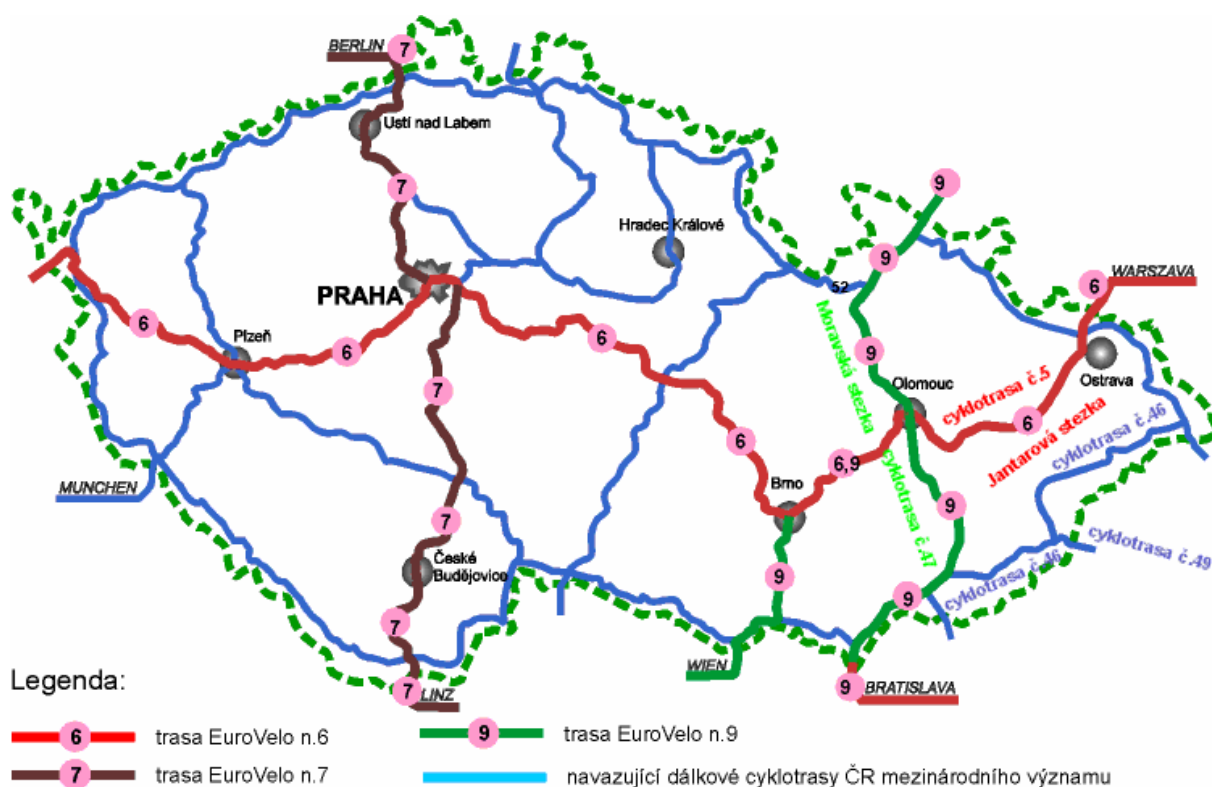 BERLIN
7
Ustí nad Labem
7
9
Hradec Králové
9
PRAHA
52
6
WARSZAVA
6
Plzeň
6
6
Moravská stezka
9
Ostrava
7
Olomouc
cyklotrasa č.5
6
Jantarová stezka
cyklotrasa č.46
6
6,9
cyklotrasa č.47
MUNCHEN
Brno
7
9
cyklotrasa č.49
České
Budějovice
9
9
cyklotrasa č.46
7
WIEN
7
LINZ
9
BRATISLAVA
Legenda:
6 trasa EuroVelo n.6
9 trasa EuroVelo n.9
7 trasa EuroVelo n.7
navazující dálkové cyklotrasy ČR mezinárodního významu